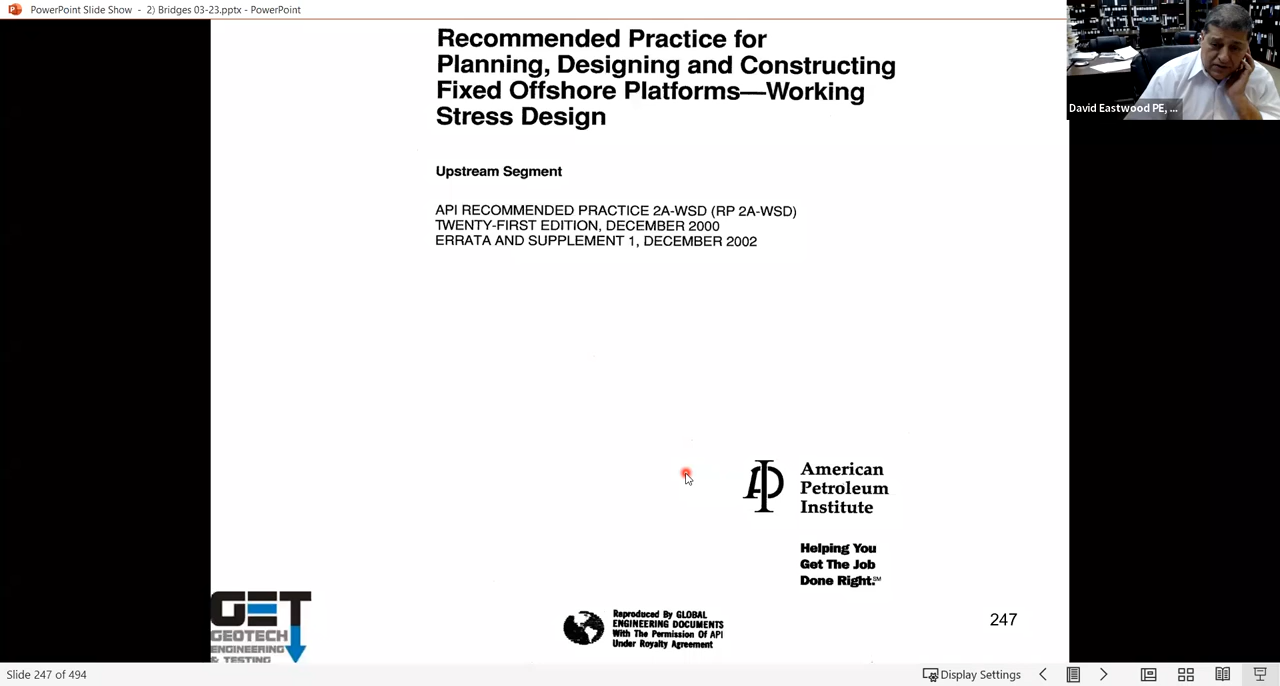 PowerPoint Slide Show - 2) Bridges 03-23.pptx - PowerPoint
David Eastwood PE, ...
Recommended Practice for
Planning, Designing and Constructing
Fixed Offshore Platforms—Working
Stress Design
Upstream Segment
API RECOMMENDED PRACTICE 2A-WSD (RP 2A-WSD)
TWENTY-FIRST EDITION, DECEMBER 2000
ERRATA AND SUPPLEMENT 1, DECEMBER 2002
API
American
Petroleum
Institute
Helping You
Get The Job
Done Right.℠
GET
GEOTECH
ENGINEERING
& TESTING
Reproduced By GLOBAL
ENGINEERING DOCUMENTS
With The Permission Of API
Under Royalty Agreement
247
Slide 247 of 494
Display Settings